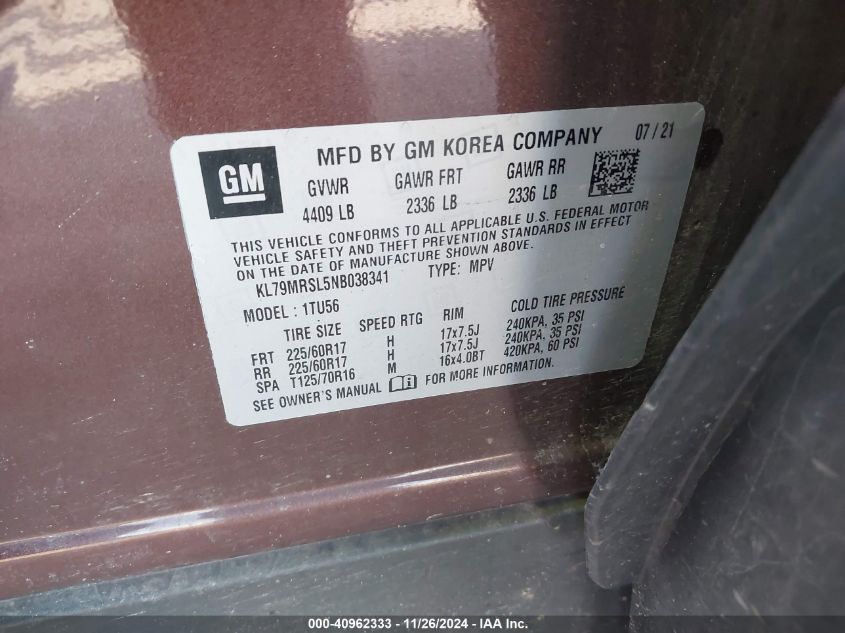 GM
MFD BY GM KOREA COMPANY 07 / 21
GVWR GAWR FRT GAWR RR
4409 LB 2336 LB 2336 LB
THIS VEHICLE CONFORMS TO ALL APPLICABLE U.S. FEDERAL MOTOR
VEHICLE SAFETY AND THEFT PREVENTION STANDARDS IN EFFECT
ON THE DATE OF MANUFACTURE SHOWN ABOVE.
KL79MRSL5NB038341 TYPE: MPV
MODEL : 1TU56
TIRE SIZE SPEED RTG RIM COLD TIRE PRESSURE
FRT 225/60R17 H 17x7.5J 240KPA, 35 PSI
RR 225/60R17 H 17x7.5J 240KPA, 35 PSI
SPA T125/70R16 M 16x4.0BT 420KPA, 60 PSI
SEE OWNER'S MANUAL FOR MORE INFORMATION.
000-40962333 - 11/26/2024 - IAA Inc.